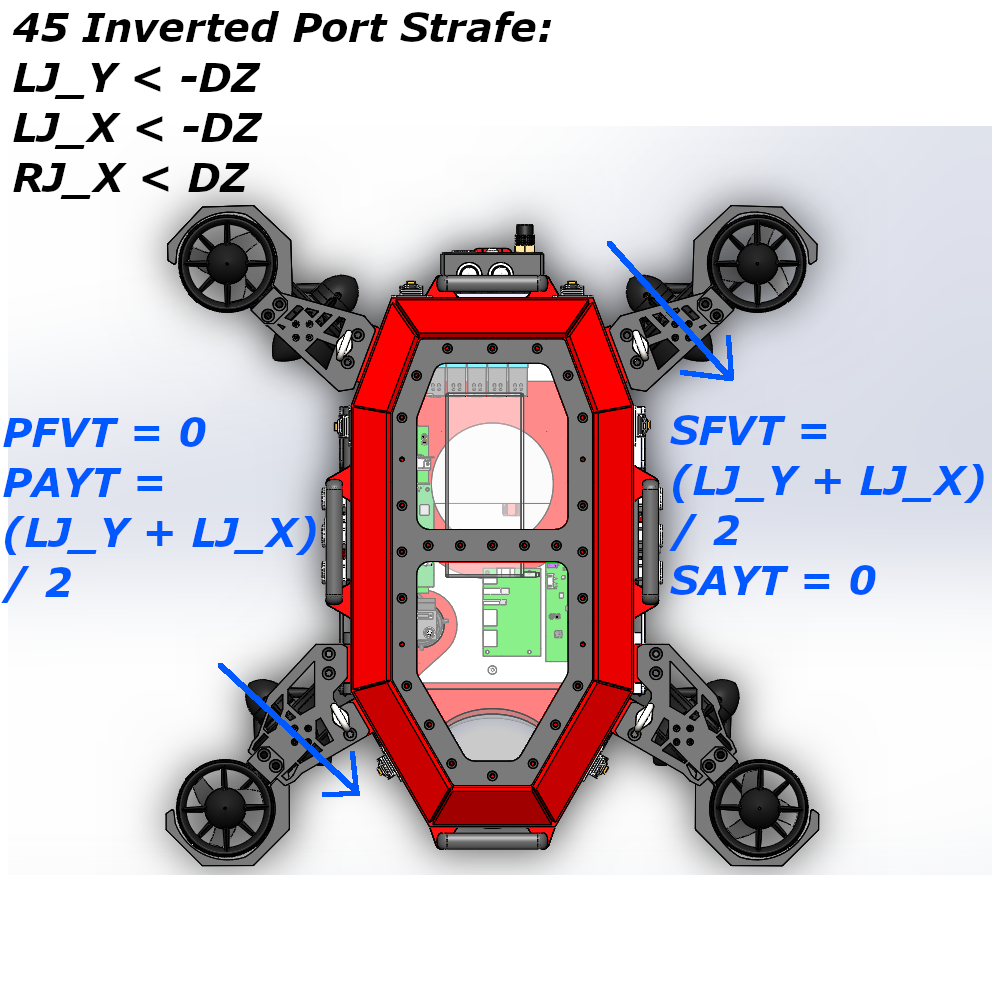 45 Inverted Port Strafe:
LJ_Y < -DZ
LJ_X < -DZ
RJ_X < DZ
PFVT = 0
PAYT =
(LJ_Y + LJ_X)
/ 2
SFVT =
(LJ_Y + LJ_X)
/ 2
SAYT = 0